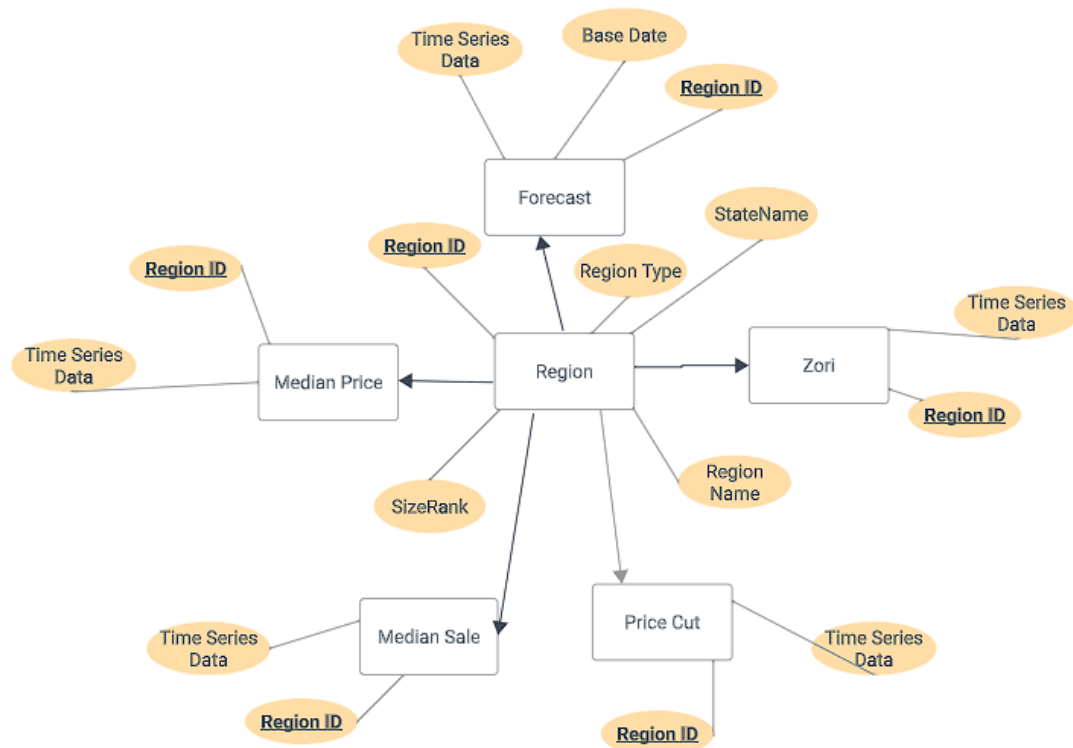 Time Series
Data
Base Date
Region ID
Forecast
StateName
Region ID
Region Type
Region ID
Time Series
Data
Time Series
Data
Median Price
Region
Zori
Region ID
Region
Name
SizeRank
Time Series
Data
Median Sale
Price Cut
Time Series
Data
Region ID
Region ID